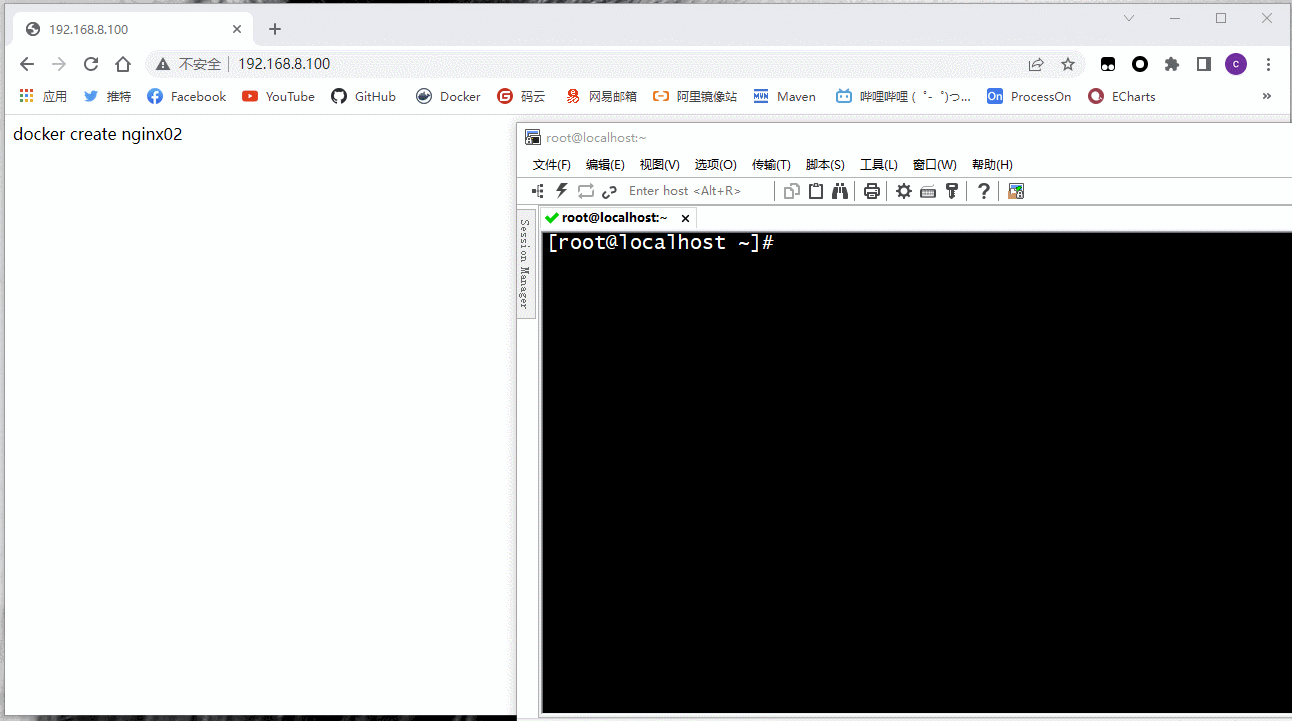 192.168.8.100
不安全 192.168.8.100
应用 推特 Facebook YouTube GitHub Docker 码云 网易邮箱 阿里镜像站 Maven 哔哩哔哩 ( ゜- ゜)つ... ProcessOn ECharts »
docker create nginx02
root@localhost:~
文件(F) 编辑(E) 视图(V) 选项(O) 传输(T) 脚本(S) 工具(L) 窗口(W) 帮助(H)
Enter host <Alt+R>
root@localhost:~
Session Manager
[root@localhost ~]#